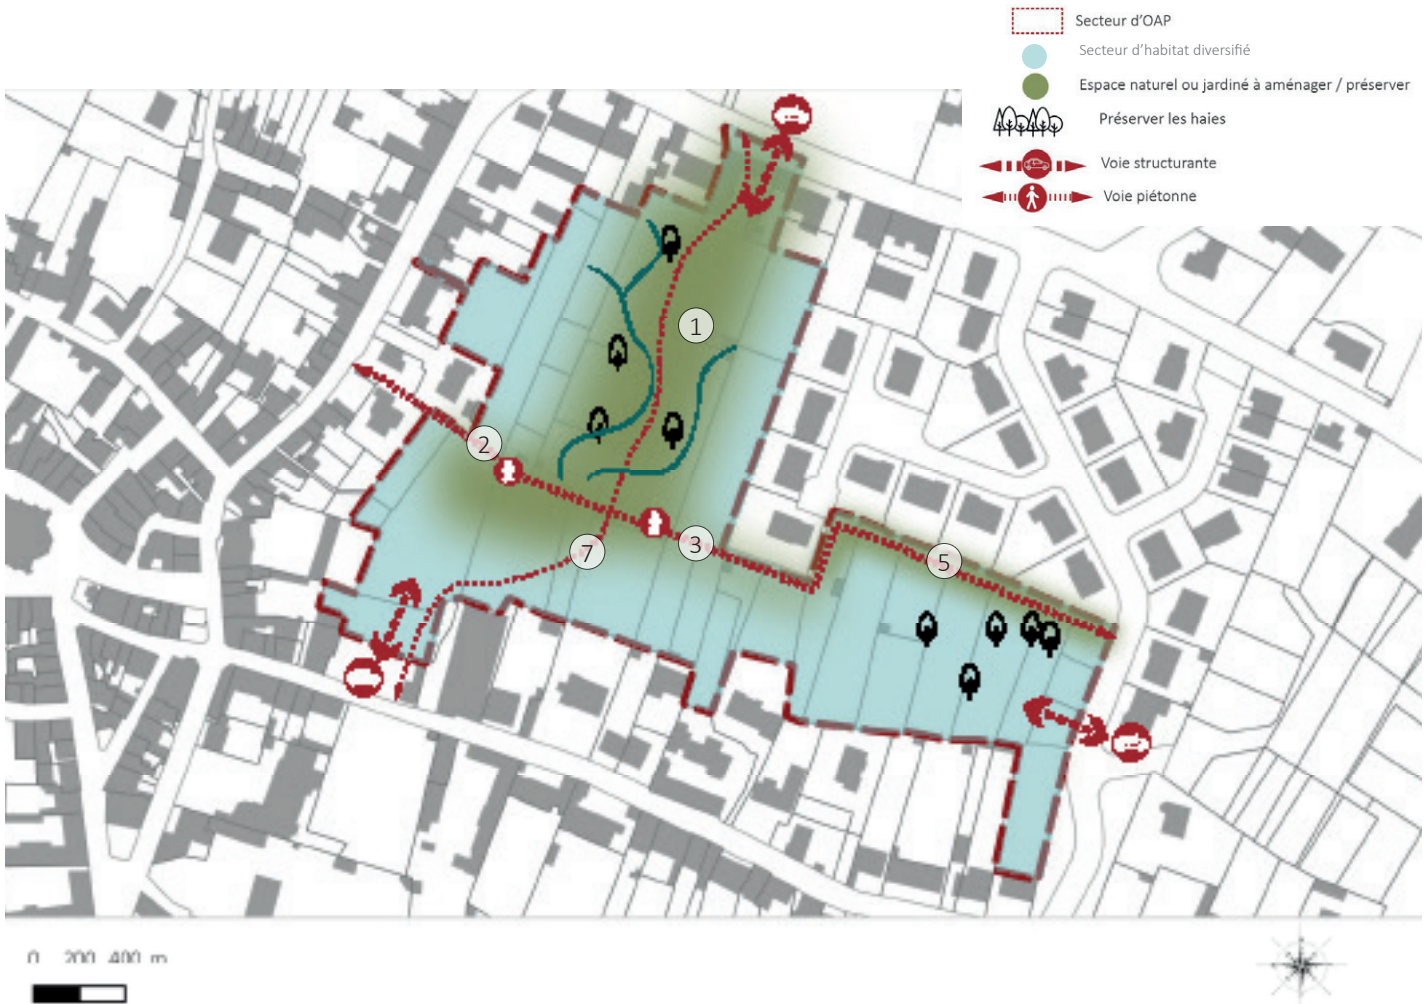 Secteur d'OAP
Secteur d'habitat diversifié
Espace naturel ou jardiné à aménager / préserver
Préserver les haies
Voie structurante
Voie piétonne
1
2
3
7
5
0 200 400 m